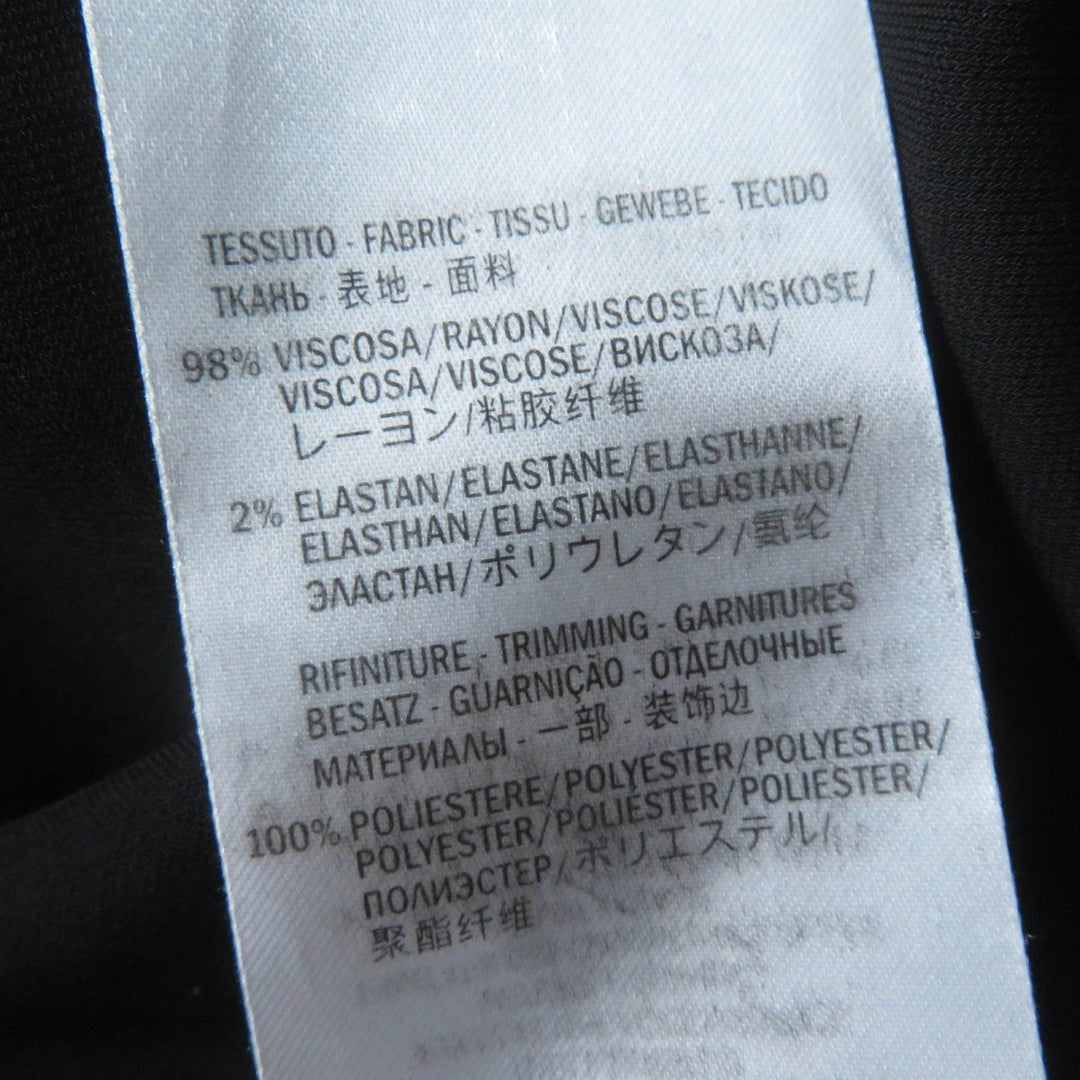 TESSUTO - FABRIC - TISSU - GEWEBE - TECIDO
ТКАНЬ - 表地 - 面料
98% VISCOSA/RAYON/VISCOSE/VISKOSE/
VISCOSA/VISCOSE/ВИСКОЗА/
レーヨン/粘胶纤维
2% ELASTAN/ELASTANE/ELASTHANNE/
ELASTHAN/ELASTANO/ELASTANO/
ЭЛАСТАН/ポリウレタン/氨纶
RIFINITURE - TRIMMING - GARNITURES
BESATZ - GUARNIÇÃO - ОТДЕЛОЧНЫЕ
МАТЕРИАЛЫ - 一部 - 装饰边
100% POLIESTERE/POLYESTER/POLYESTER/
POLYESTER/POLIÉSTER/POLIESTER/
ПОЛИЭСТЕР/ポリエステル/
聚酯纤维